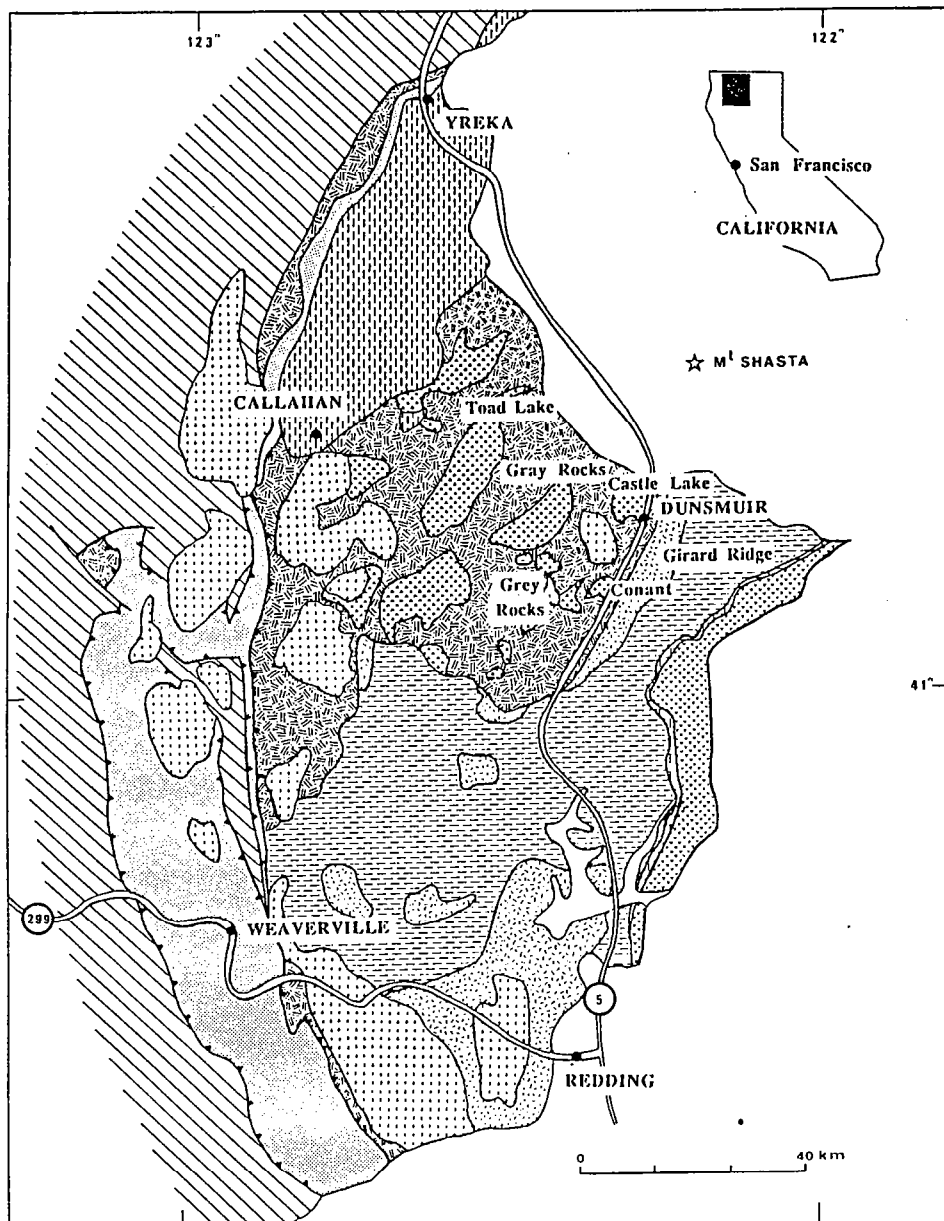 123°
122°
YREKA
San Francisco
CALIFORNIA
Mt SHASTA
CALLAHAN
Toad Lake
Gray Rocks
Castle Lake
DUNSMUIR
Girard Ridge
Grey
Rocks
Conant
41°
299
WEAVERVILLE
5
REDDING
0 40 km